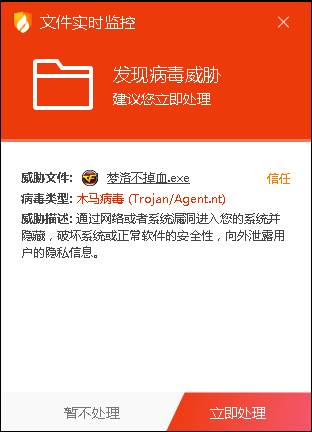 文件实时监控
发现病毒威胁
建议您立即处理
威胁文件: 梦洛不掉血.exe 信任
病毒类型: 木马病毒 (Trojan/Agent.nt)
威胁描述: 通过网络或者系统漏洞进入您的系统并
隐藏，破坏系统或正常软件的安全性，向外泄露用
户的隐私信息。
暂不处理 立即处理